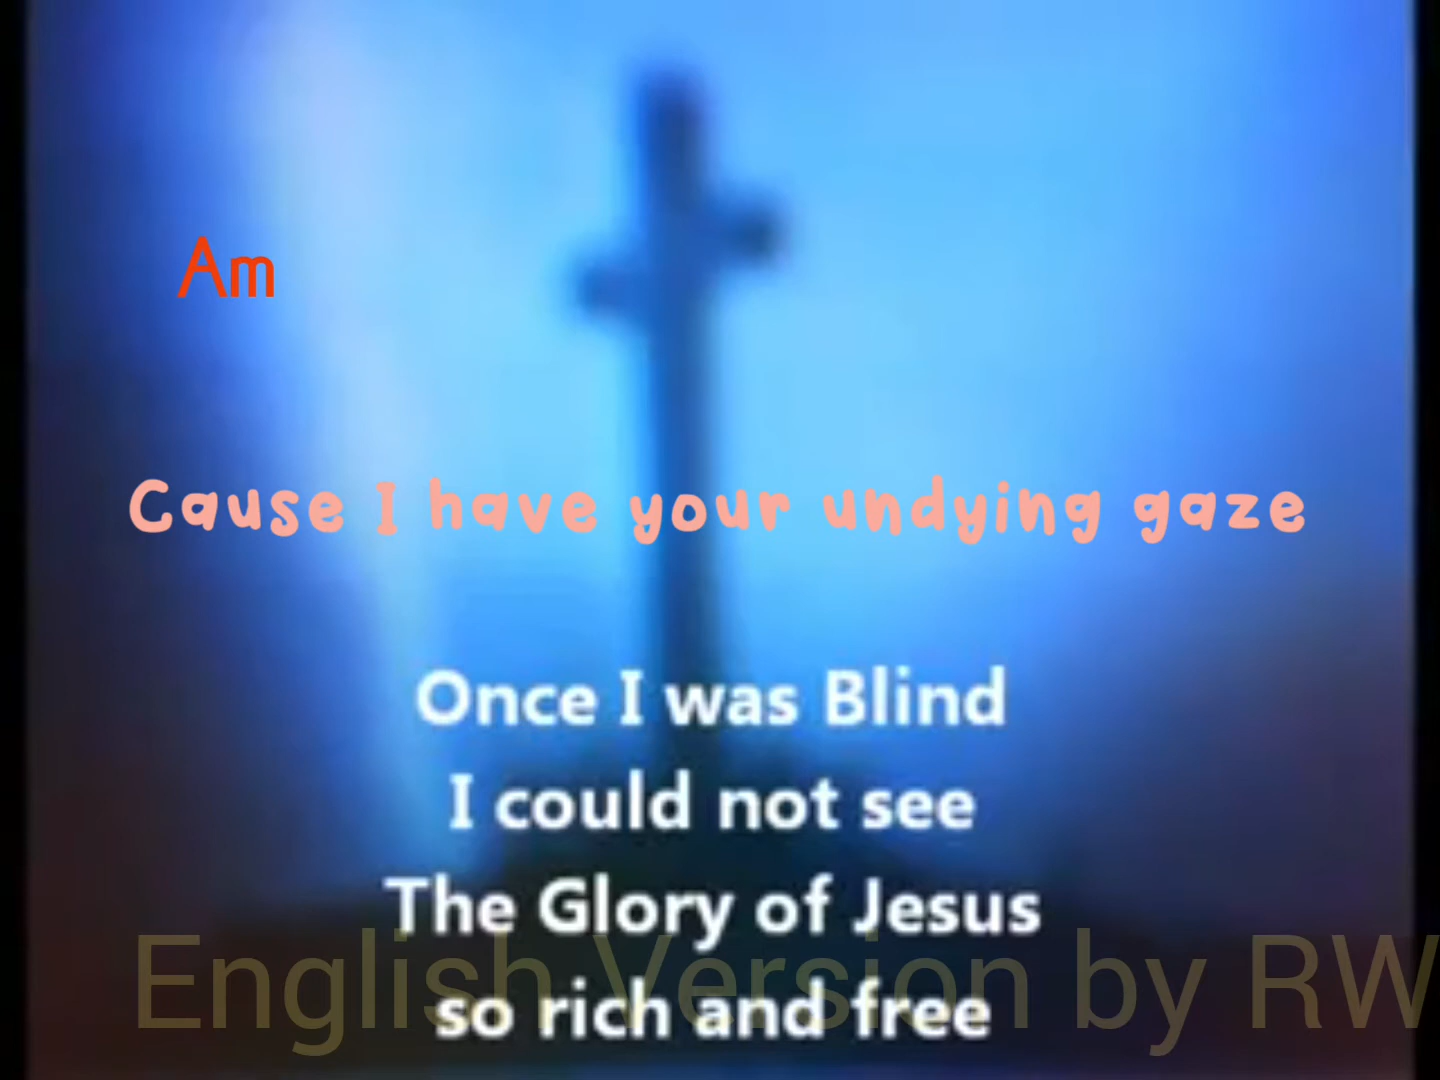 Am
Cause I have your undying gaze
Once I was Blind
I could not see
The Glory of Jesus
so rich and free
English Version by RW